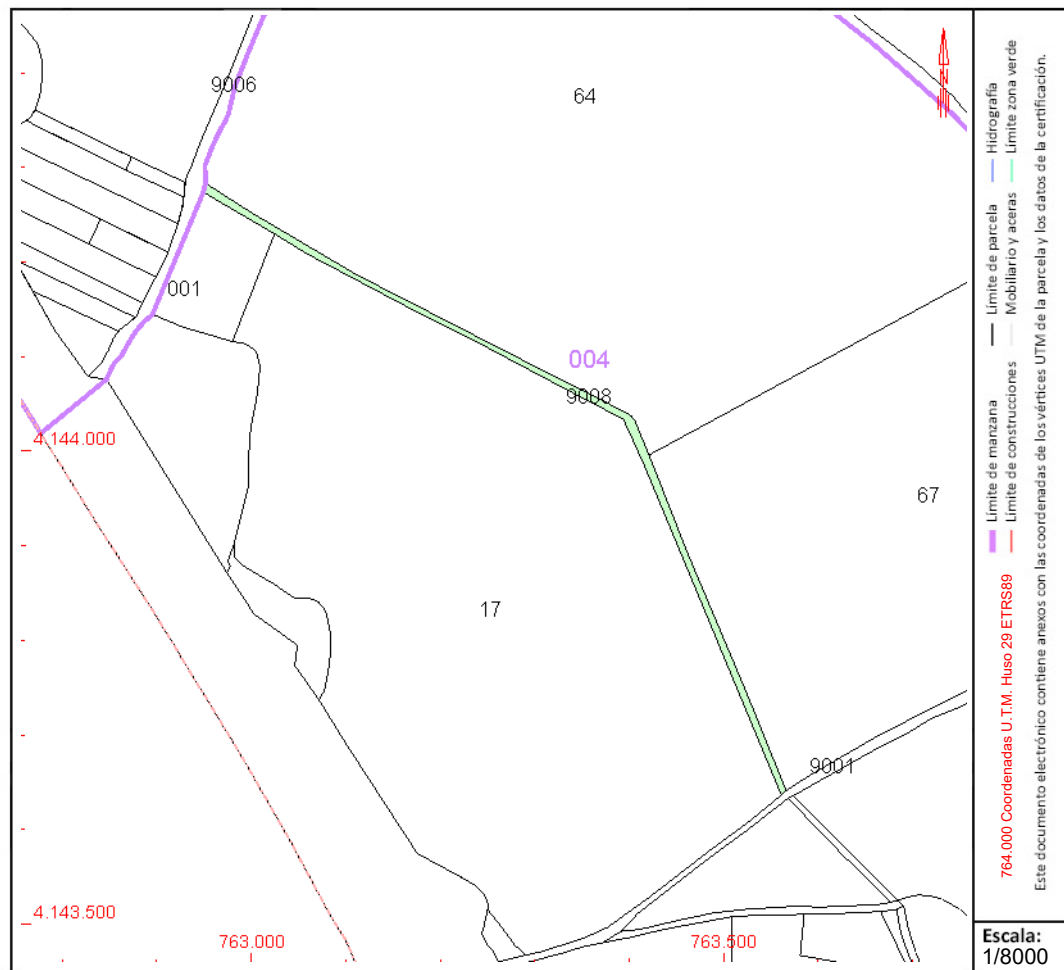 9006
64
001
004
9008
4.144.000
67
17
9001
4.143.500
763.000
763.500
Límite de manzana
Límite de parcela
Hidrografía
Límite de construcciones
Mobiliario y aceras
Límite zona verde
764.000 Coordenadas U.T.M. Huso 29 ETRS89
Este documento electrónico contiene anexos con las coordenadas de los vértices UTM de la parcela y los datos de la certificación.
Escala:
1/8000